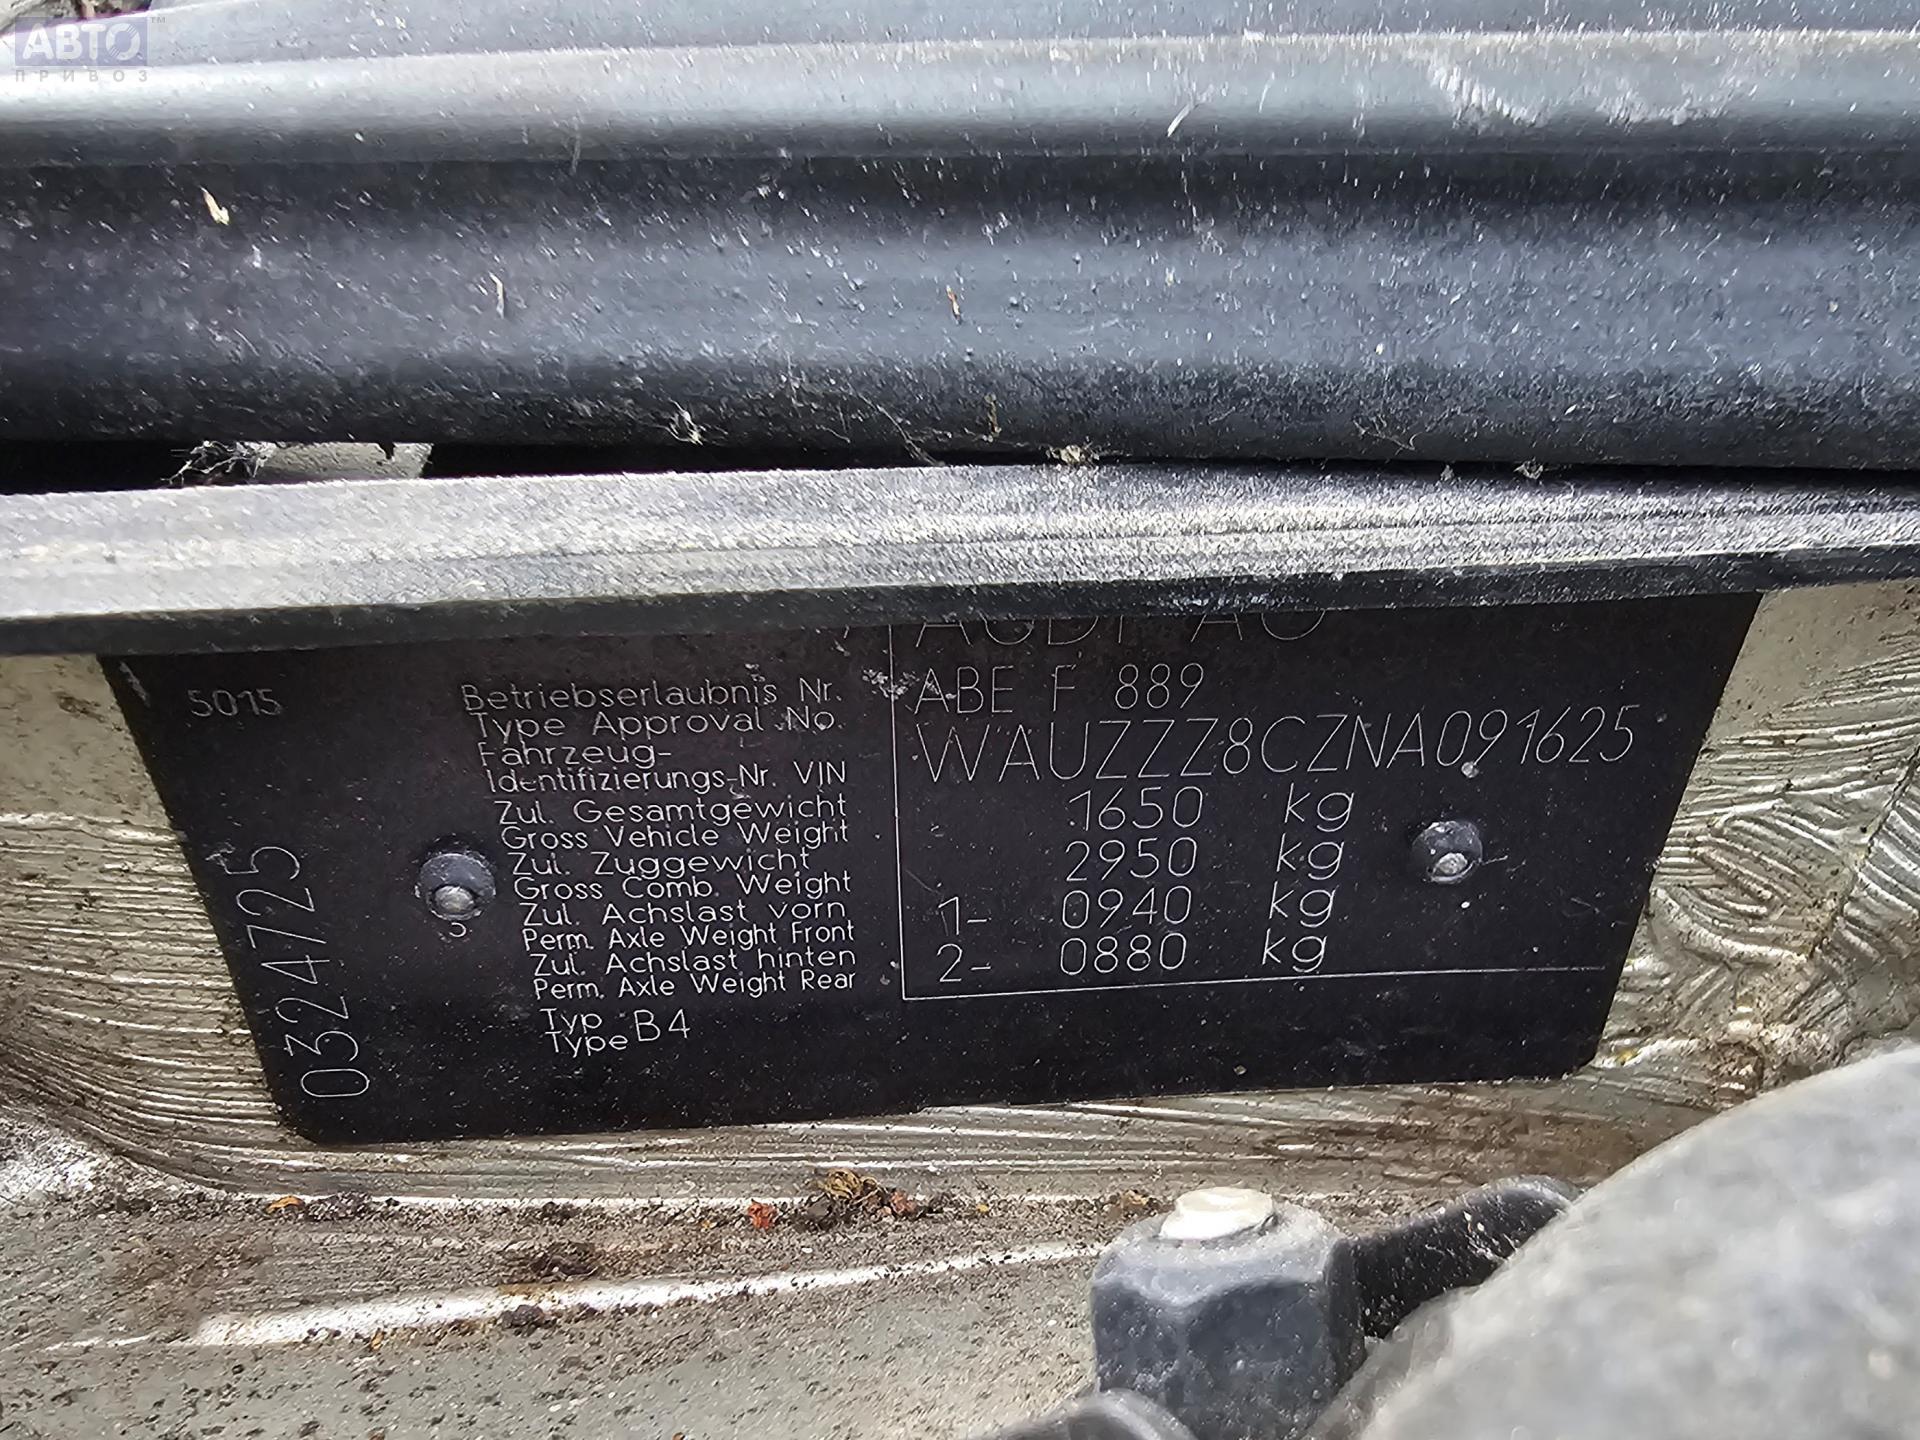 АВТО™
ПРИВОЗ
AUDI AG
5015
Betriebserlaubnis Nr. ABE F 889
Type Approval No.
Fahrzeug-
Identifizierungs-Nr. VIN WAUZZZ8CZNA091625
Zul. Gesamtgewicht 1650 kg
Gross Vehicle Weight
Zul. Zuggewicht 2950 kg
Gross Comb. Weight
Zul. Achslast vorn 1- 0940 kg
Perm. Axle Weight Front
Zul. Achslast hinten 2- 0880 kg
Perm. Axle Weight Rear
Typ B4
Type
0324725